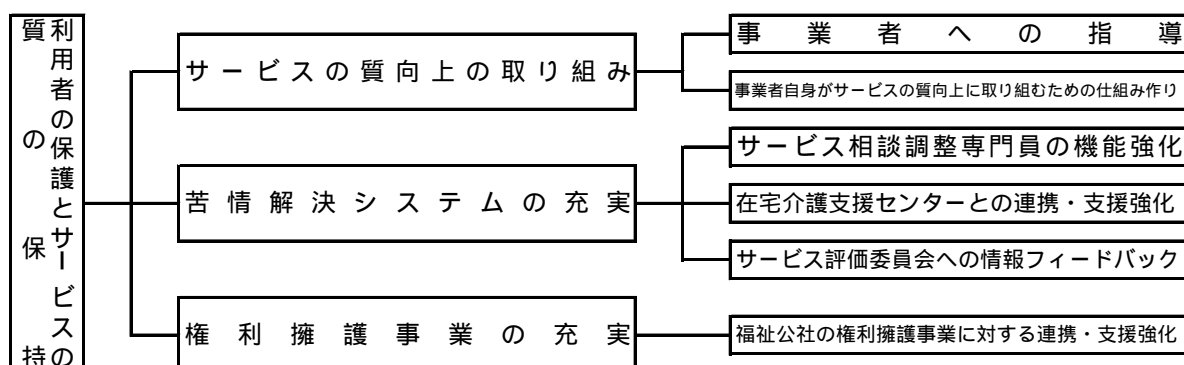 利用者の保護とサービスの
質の保持
サービスの質向上の取り組み
事業者への指導
事業者自身がサービスの質向上に取り組むための仕組み作り
苦情解決システムの充実
サービス相談調整専門員の機能強化
在宅介護支援センターとの連携・支援強化
サービス評価委員会への情報フィードバック
権利擁護事業の充実
福祉公社の権利擁護事業に対する連携・支援強化